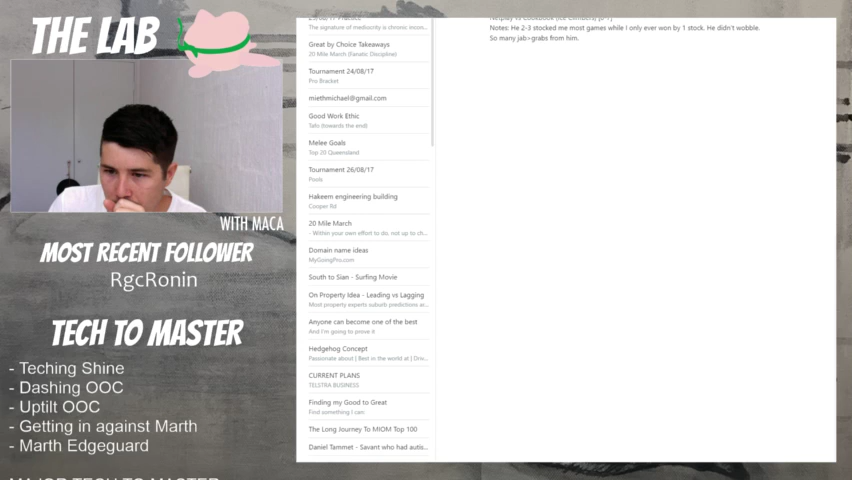 THE LAB
WITH MACA
MOST RECENT FOLLOWER
RgcRonin
TECH TO MASTER
- Teching Shine
- Dashing OOC
- Uptilt OOC
- Getting in against Marth
- Marth Edgeguard
The signature of mediocrity is chronic incon...
Great by Choice Takeaways
20 Mile March (Fanatic Discipline)
Tournament 24/08/17
Pro Bracket
miethmichael@gmail.com
Good Work Ethic
Tafo (towards the end)
Melee Goals
Top 20 Queensland
Tournament 26/08/17
Pools
Hakeem engineering building
Cooper Rd
20 Mile March
- Within your own effort to do, not up to ch...
Domain name ideas
MyGoingPro.com
South to Sian - Surfing Movie
On Property Idea - Leading vs Lagging
Most property experts suburb predictions ar...
Anyone can become one of the best
And I'm going to prove it
Hedgehog Concept
Passionate about | Best in the world at | Driv...
CURRENT PLANS
TELSTRA BUSINESS
Finding my Good to Great
Find something I can:
The Long Journey To MIOM Top 100
Daniel Tammet - Savant who had autis...
Notes: He 2-3 stocked me most games while I only ever won by 1 stock. He didn't wobble.
So many jab>grabs from him.